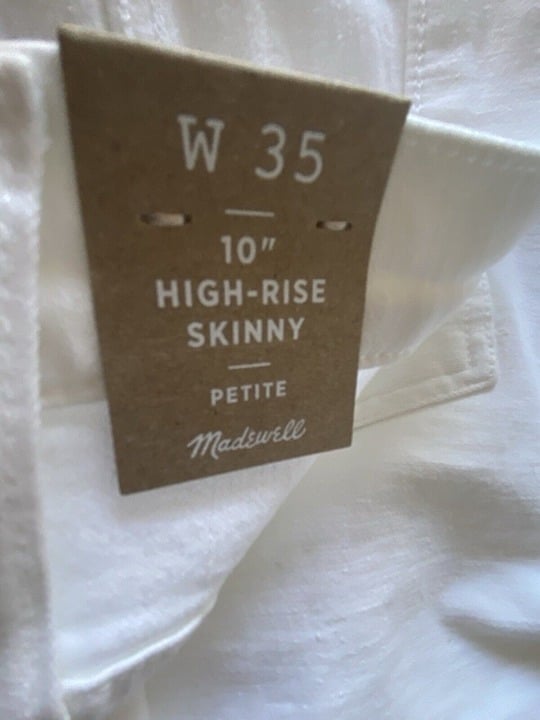 W 35
10"
HIGH-RISE
SKINNY
PETITE
Madewell